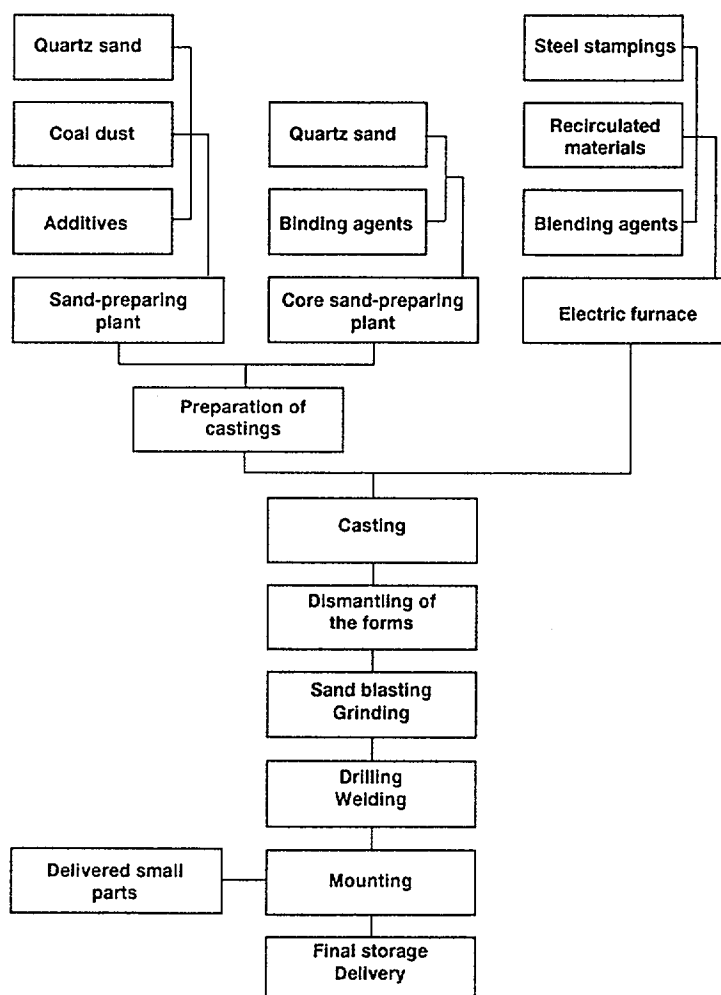 Quartz sand
Coal dust
Additives
Sand-preparing
plant
Quartz sand
Binding agents
Core sand-preparing
plant
Steel stampings
Recirculated
materials
Blending agents
Electric furnace
Preparation of
castings
Casting
Dismantling of
the forms
Sand blasting
Grinding
Drilling
Welding
Delivered small
parts
Mounting
Final storage
Delivery